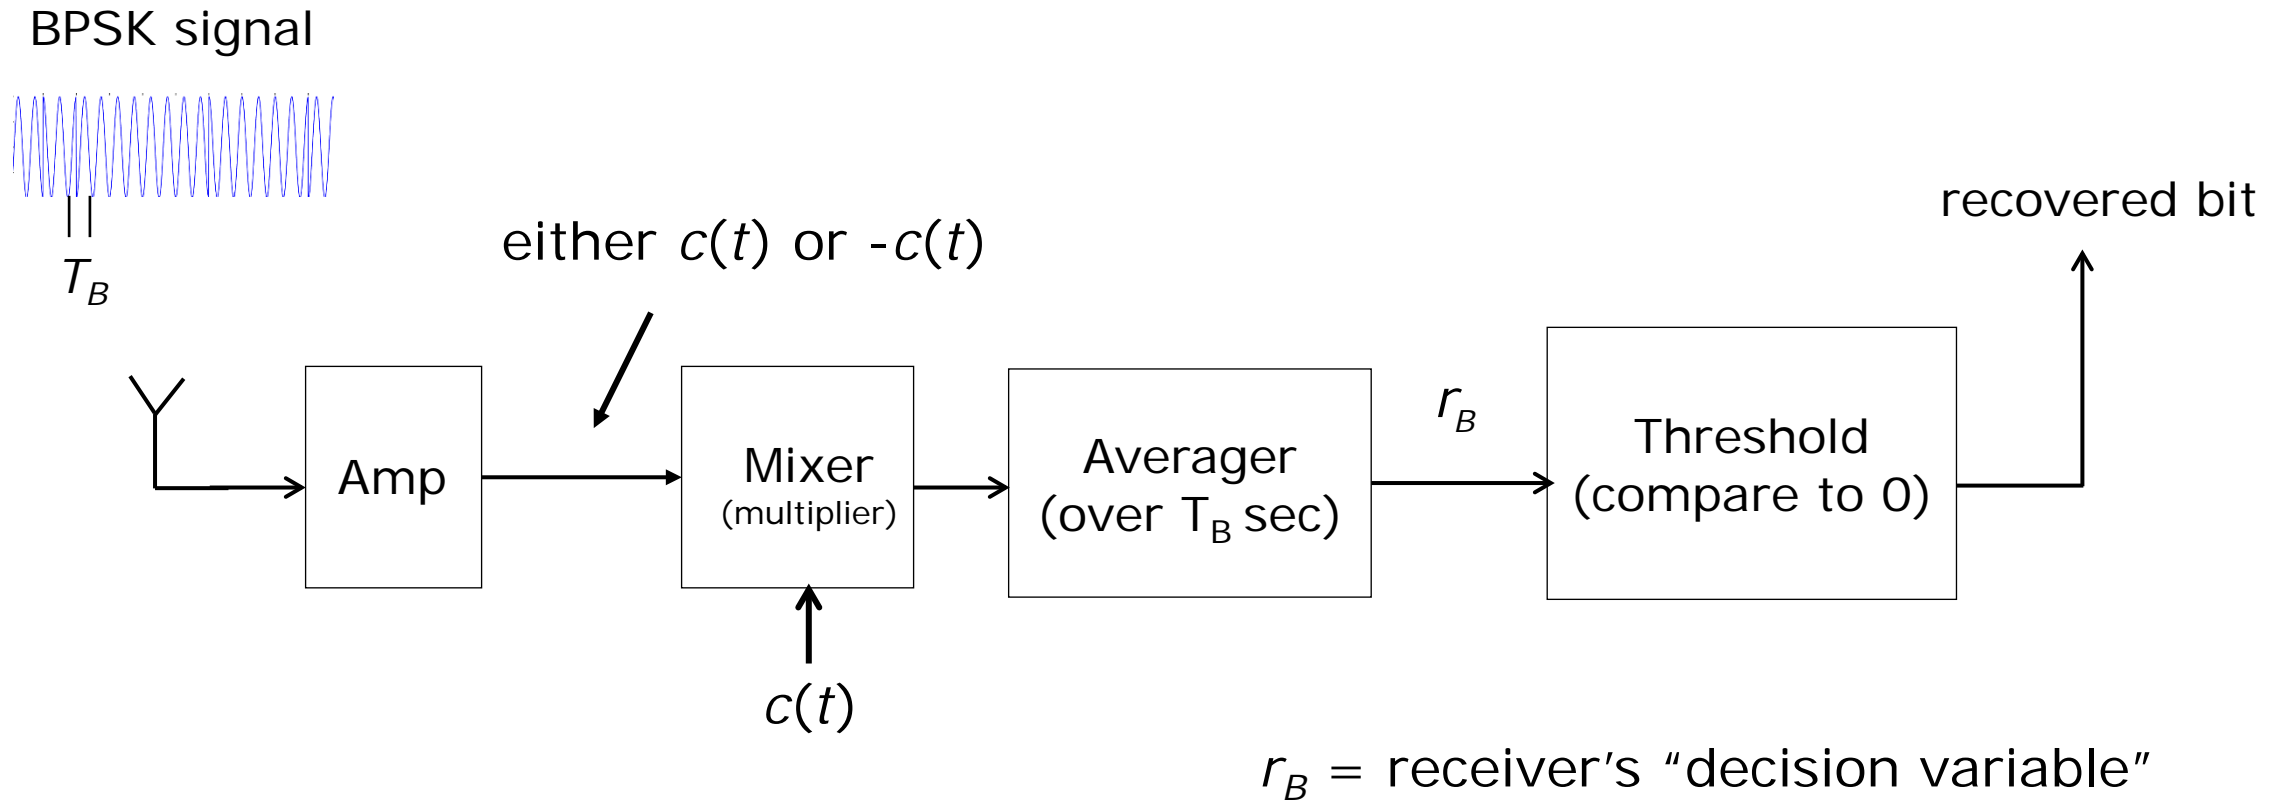 BPSK signal
T_B
either c(t) or -c(t)
recovered bit
Amp
Mixer
(multiplier)
c(t)
Averager
(over T_B sec)
r_B
Threshold
(compare to 0)
r_B = receiver's "decision variable"